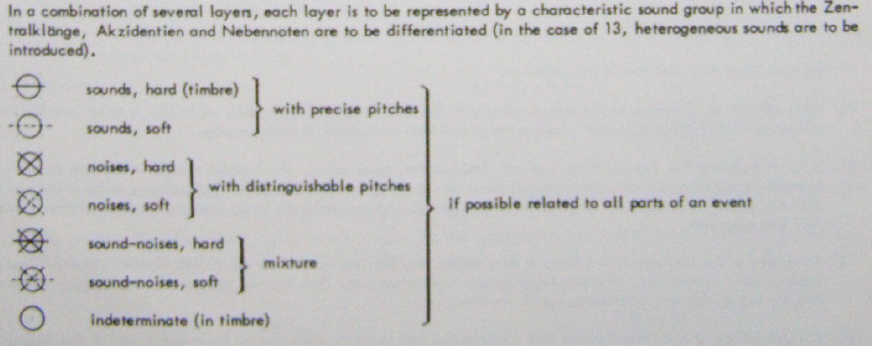 In a combination of several layers, each layer is to be represented by a characteristic sound group in which the Zen-
tralklänge, Akzidentien and Nebennoten are to be differentiated (in the case of 13, heterogeneous sounds are to be
introduced).
sounds, hard (timbre)
with precise pitches
sounds, soft
noises, hard
with distinguishable pitches
noises, soft
if possible related to all parts of an event
sound-noises, hard
mixture
sound-noises, soft
indeterminate (in timbre)